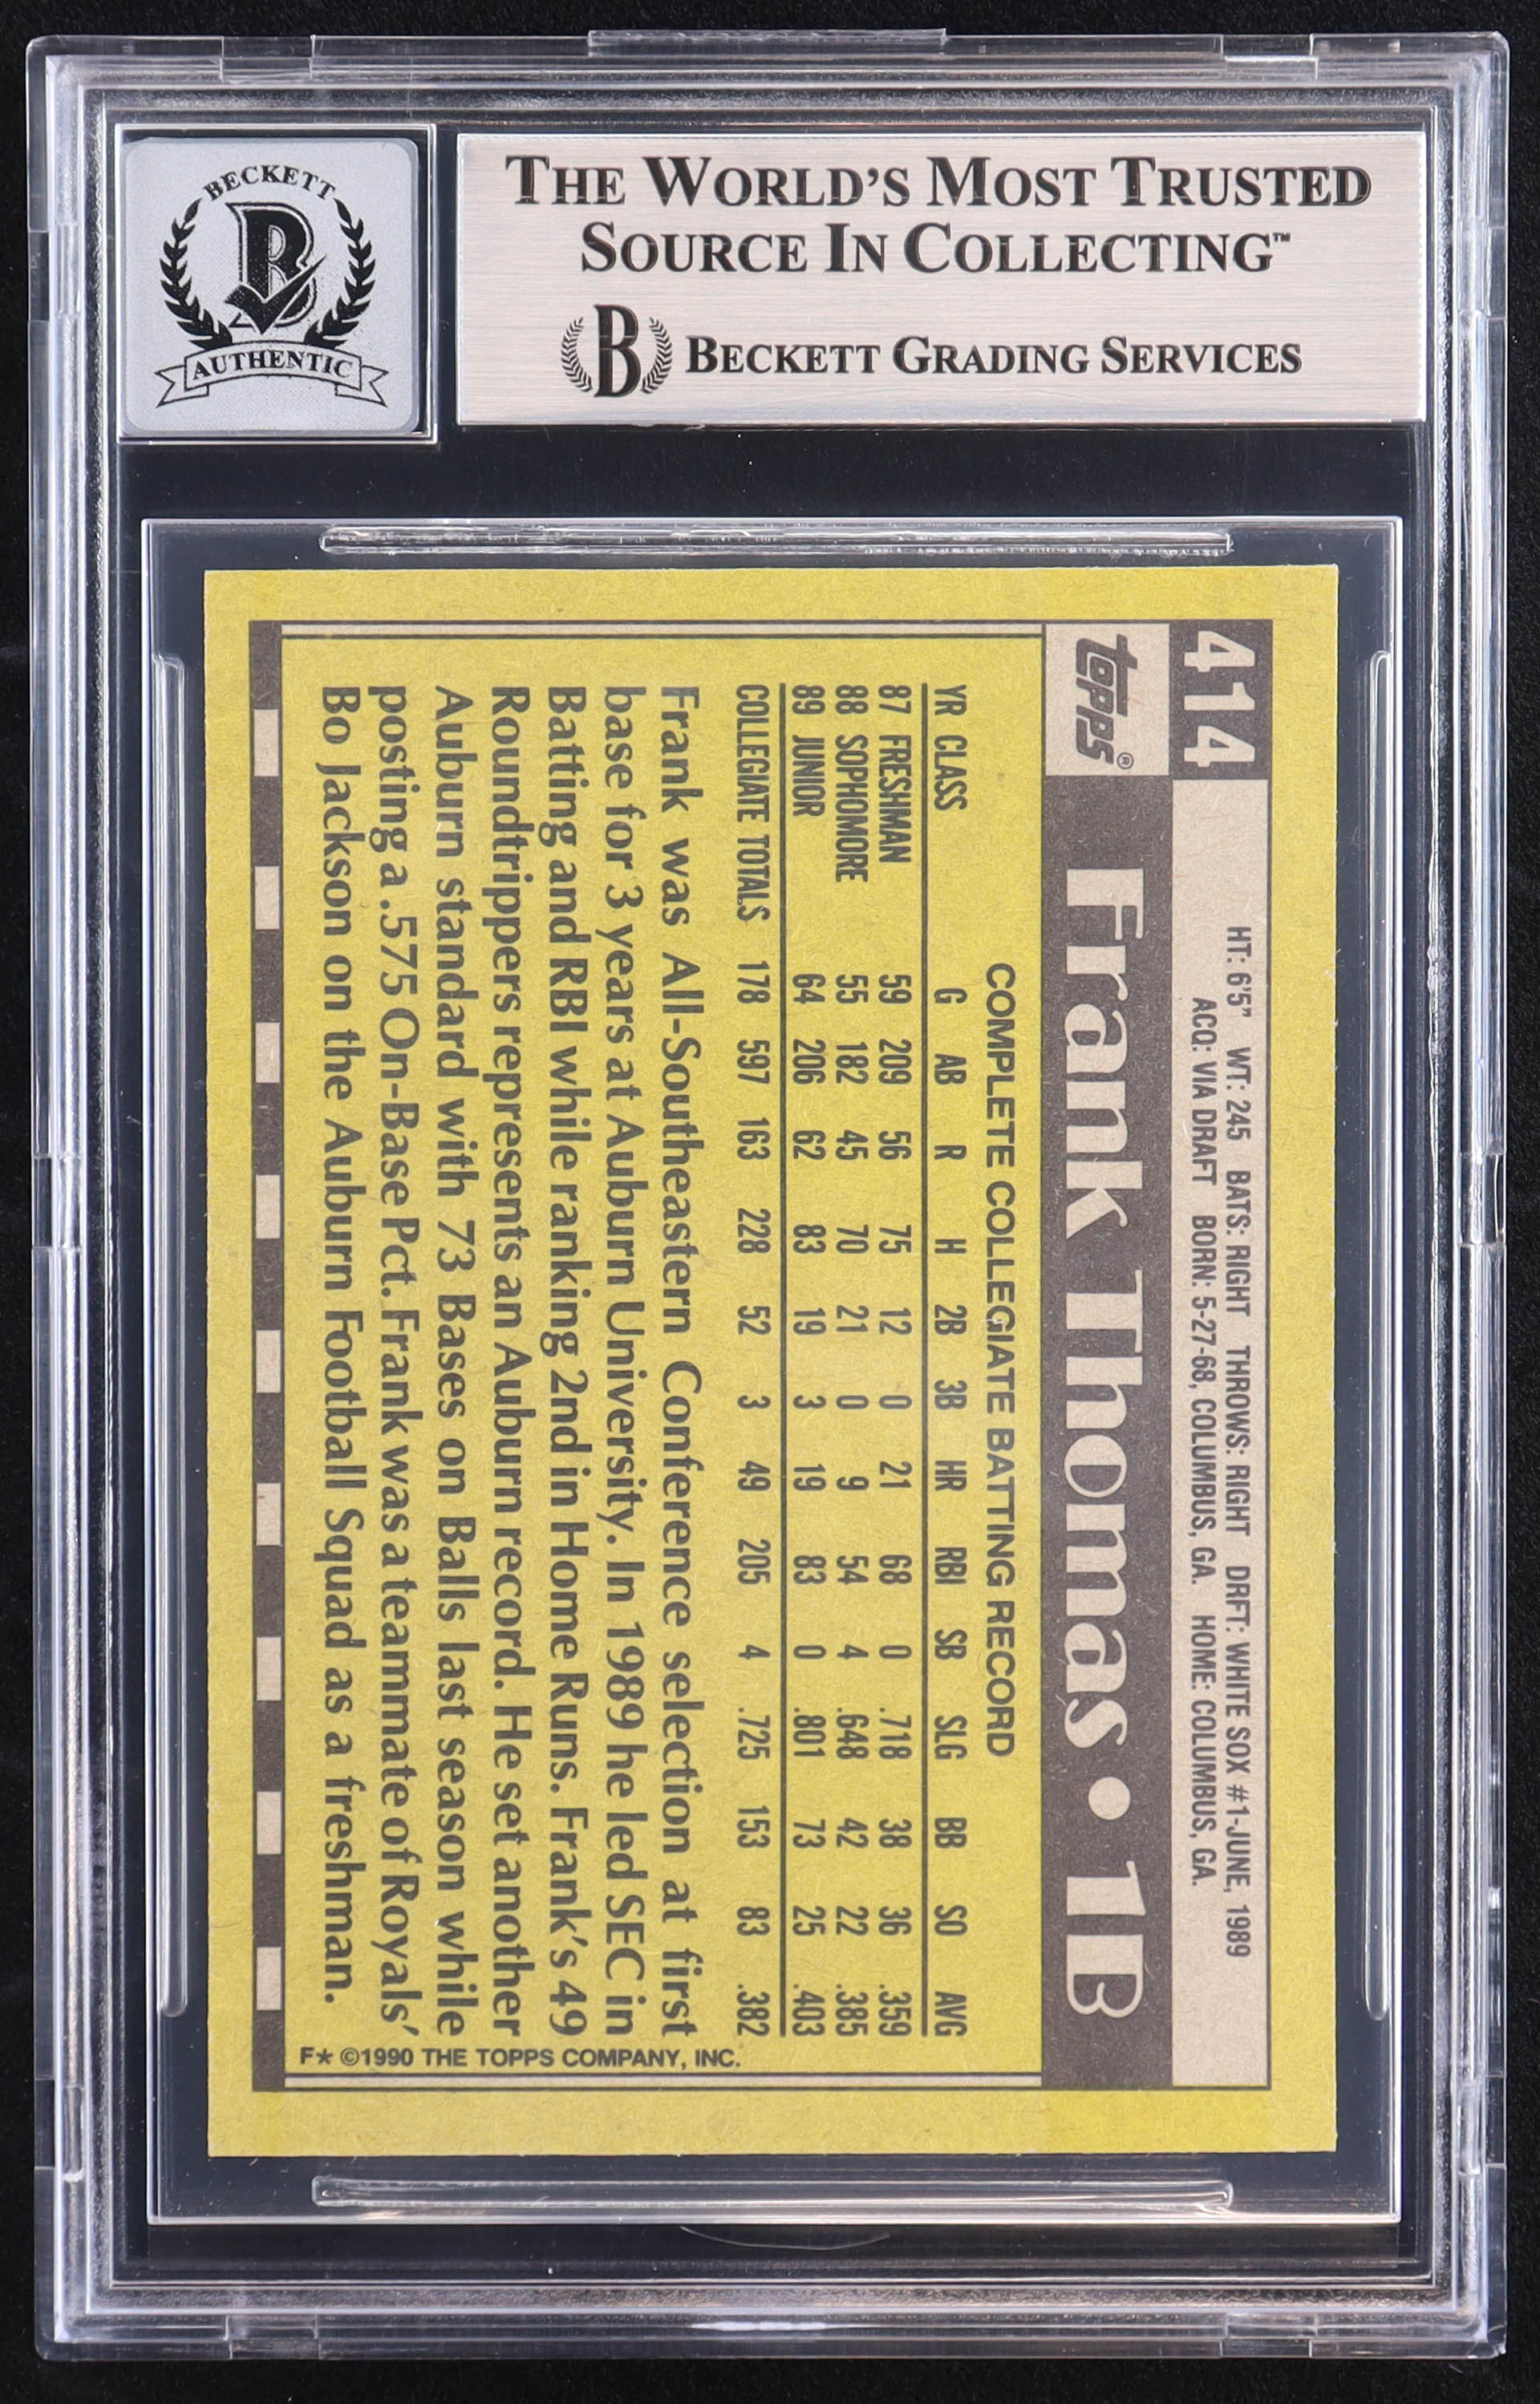 BECKETT
B
AUTHENTIC
THE WORLD'S MOST TRUSTED
SOURCE IN COLLECTING™
B BECKETT GRADING SERVICES
414
HT: 6'5" WT: 245 BATS: RIGHT THROWS: RIGHT DRFT: WHITE SOX #1-JUNE, 1989
ACQ: VIA DRAFT BORN: 5-27-68, COLUMBUS, GA. HOME: COLUMBUS, GA.
topps®
Frank Thomas • 1B
COMPLETE COLLEGIATE BATTING RECORD
YR CLASS G AB R H 2B 3B HR RBI SB SLG BB SO AVG
87 FRESHMAN 59 209 56 75 12 0 21 68 0 .718 38 36 .359
88 SOPHOMORE 55 182 45 70 21 0 9 54 4 .648 42 22 .385
89 JUNIOR 64 206 62 83 19 3 19 83 0 .801 73 25 .403
COLLEGIATE TOTALS 178 597 163 228 52 3 49 205 4 .725 153 83 .382
Frank was All-Southeastern Conference selection at first
base for 3 years at Auburn University. In 1989 he led SEC in
Batting and RBI while ranking 2nd in Home Runs. Frank's 49
Roundtrippers represents an Auburn record. He set another
Auburn standard with 73 Bases on Balls last season while
posting a .575 On-Base Pct. Frank was a teammate of Royals'
Bo Jackson on the Auburn Football Squad as a freshman.
F★ ©1990 THE TOPPS COMPANY, INC.